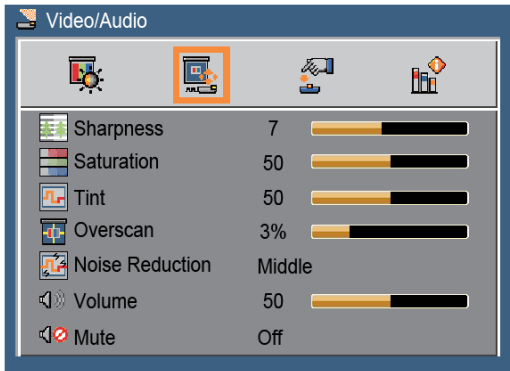 Video/Audio
Sharpness 7
Saturation 50
Tint 50
Overscan 3%
Noise Reduction Middle
Volume 50
Mute Off